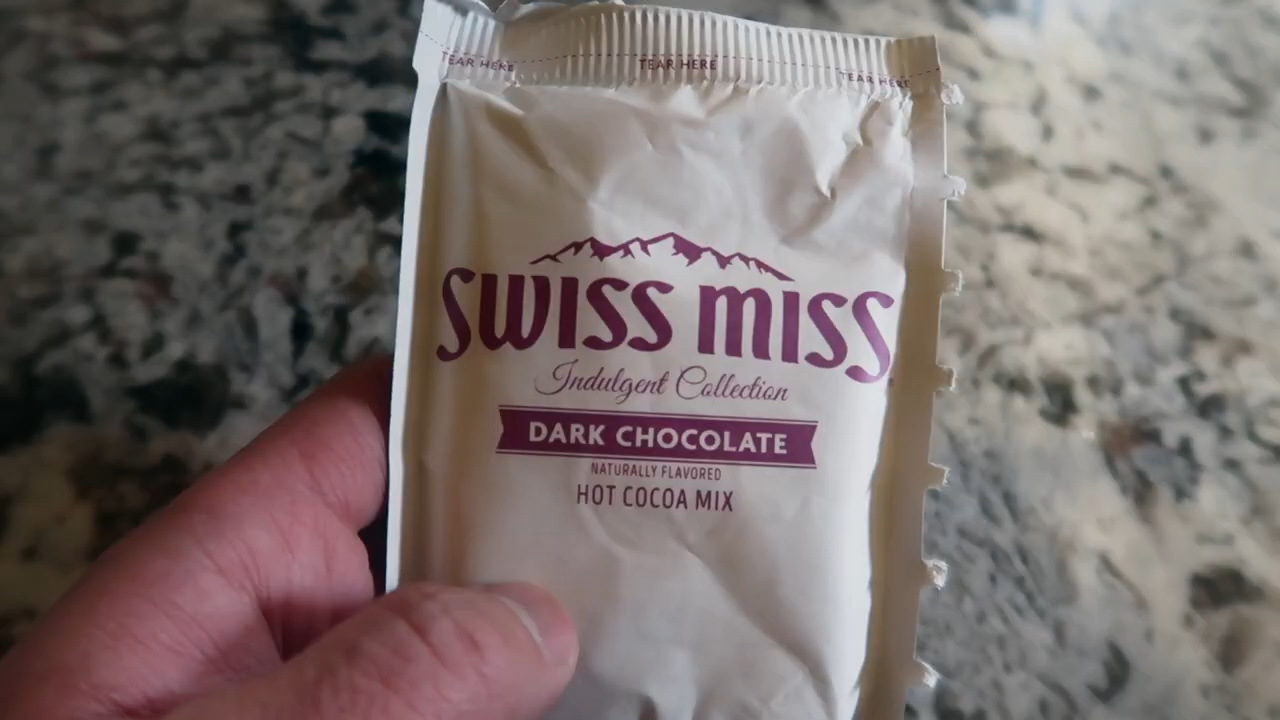 TEAR HERE TEAR HERE TEAR HERE
SWISS MISS
Indulgent Collection
DARK CHOCOLATE
NATURALLY FLAVORED
HOT COCOA MIX